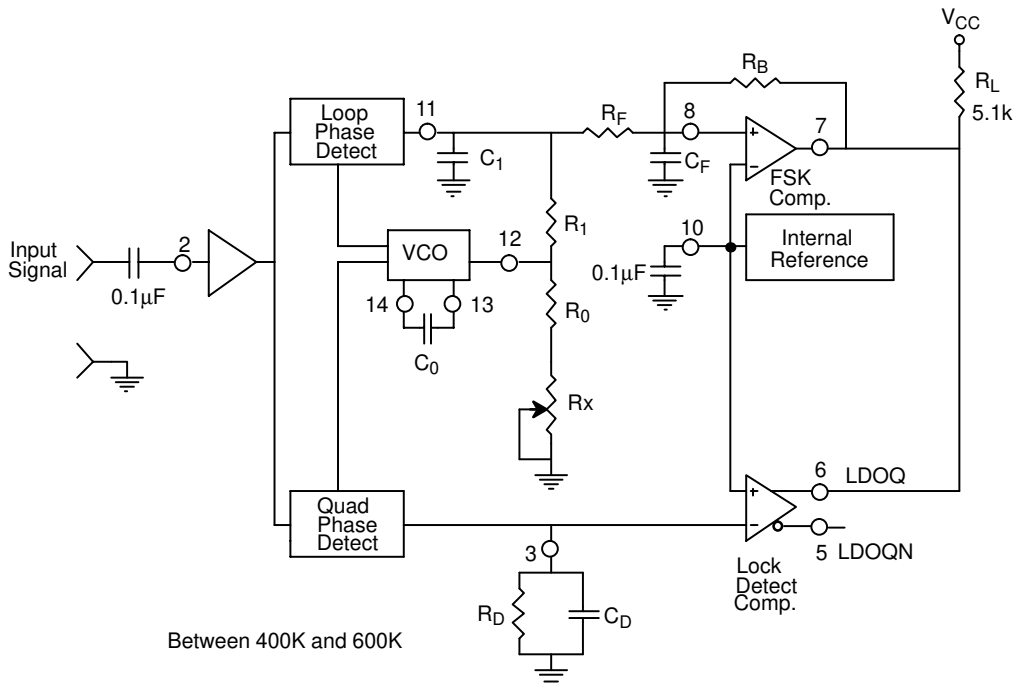 V_CC
R_B
R_L
5.1k
Loop
Phase
Detect
11
R_F
8
7
C_1
C_F
+
−
FSK
Comp.
R_1
Input
Signal
2
0.1μF
VCO
12
10
Internal
Reference
0.1μF
14
13
C_0
R_0
Rx
Quad
Phase
Detect
6
LDOQ
+
−
5
LDOQN
3
Lock
Detect
Comp.
R_D
C_D
Between 400K and 600K